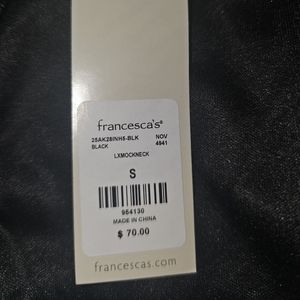 francesca's®
25AK28INH5-BLK NOV
BLACK 4941
LXMOCKNECK
S
964130
MADE IN CHINA
$ 70.00
francescas.com